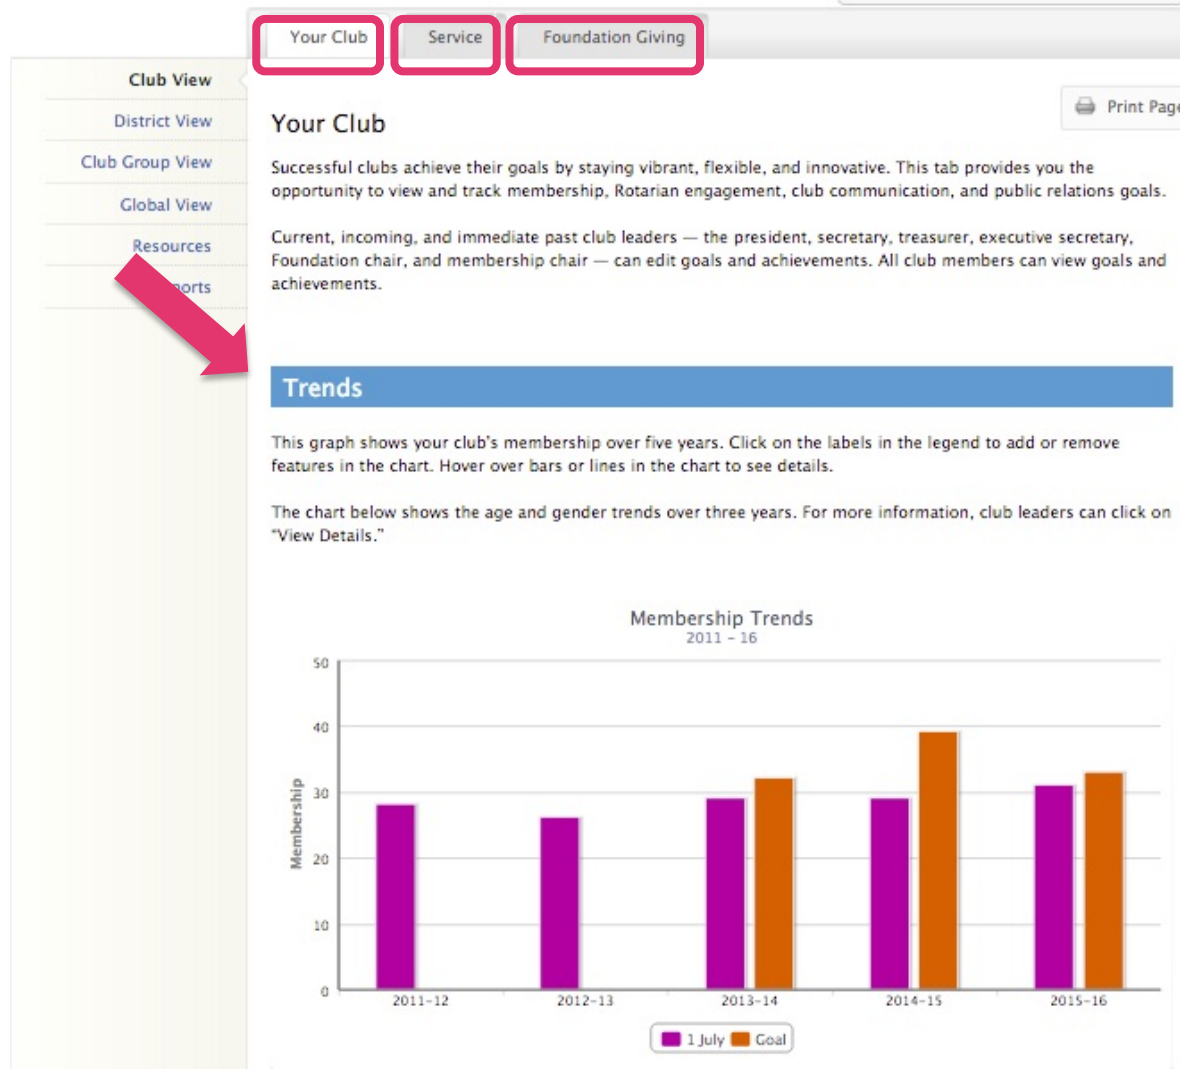 Your Club
Service
Foundation Giving
Club View
District View
Club Group View
Global View
Resources
Print Page
Your Club
Successful clubs achieve their goals by staying vibrant, flexible, and innovative. This tab provides you the
opportunity to view and track membership, Rotarian engagement, club communication, and public relations goals.
Current, incoming, and immediate past club leaders — the president, secretary, treasurer, executive secretary,
Foundation chair, and membership chair — can edit goals and achievements. All club members can view goals and
achievements.
Trends
This graph shows your club's membership over five years. Click on the labels in the legend to add or remove
features in the chart. Hover over bars or lines in the chart to see details.
The chart below shows the age and gender trends over three years. For more information, club leaders can click on
"View Details."
Membership Trends
2011 – 16
Membership
50
40
30
20
10
0
2011–12
2012–13
2013–14
2014–15
2015–16
1 July
Goal